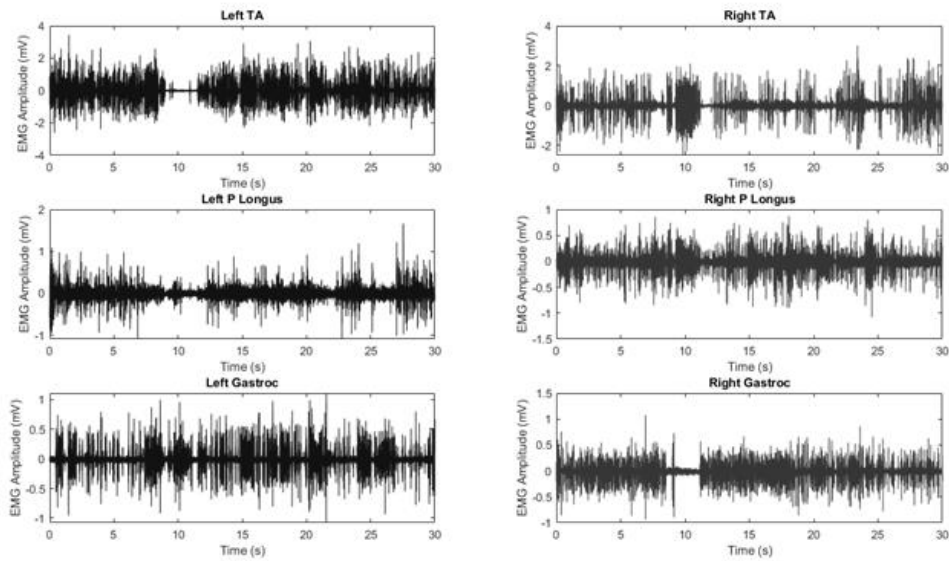 Left TA
EMG Amplitude (mV)
4
2
0
-2
-4
0 5 10 15 20 25 30
Time (s)
Right TA
EMG Amplitude (mV)
4
2
0
-2
0 5 10 15 20 25 30
Time (s)
Left P Longus
EMG Amplitude (mV)
2
1
0
-1
0 5 10 15 20 25 30
Time (s)
Right P Longus
EMG Amplitude (mV)
1
0.5
0
-0.5
-1
-1.5
0 5 10 15 20 25 30
Time (s)
Left Gastroc
EMG Amplitude (mV)
1
0.5
0
-0.5
-1
0 5 10 15 20 25 30
Time (s)
Right Gastroc
EMG Amplitude (mV)
1.5
1
0.5
0
-0.5
-1
0 5 10 15 20 25 30
Time (s)